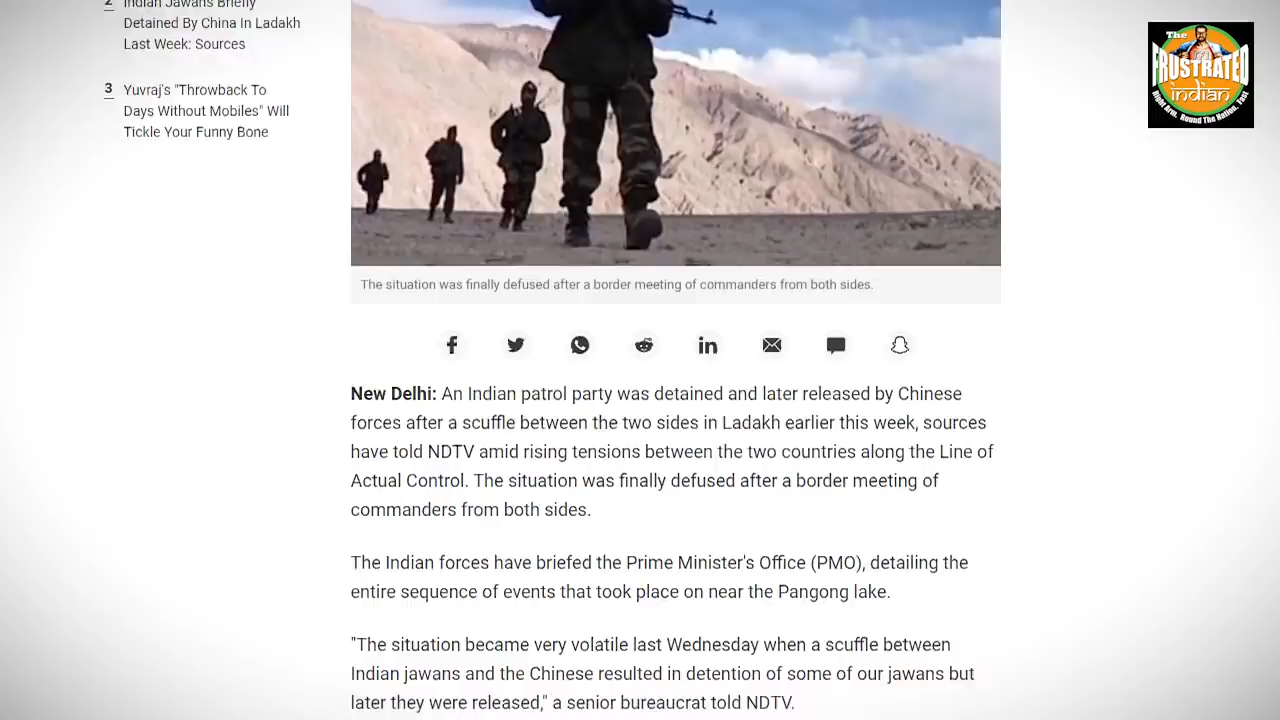 2
Indian Jawans Briefly
Detained By China In Ladakh
Last Week: Sources
3
Yuvraj's "Throwback To
Days Without Mobiles" Will
Tickle Your Funny Bone
The
FRUSTRATED
indian
Right Arm, Round The Nation, Fast
The situation was finally defused after a border meeting of commanders from both sides.
New Delhi: An Indian patrol party was detained and later released by Chinese
forces after a scuffle between the two sides in Ladakh earlier this week, sources
have told NDTV amid rising tensions between the two countries along the Line of
Actual Control. The situation was finally defused after a border meeting of
commanders from both sides.
The Indian forces have briefed the Prime Minister's Office (PMO), detailing the
entire sequence of events that took place on near the Pangong lake.
"The situation became very volatile last Wednesday when a scuffle between
Indian jawans and the Chinese resulted in detention of some of our jawans but
later they were released," a senior bureaucrat told NDTV.